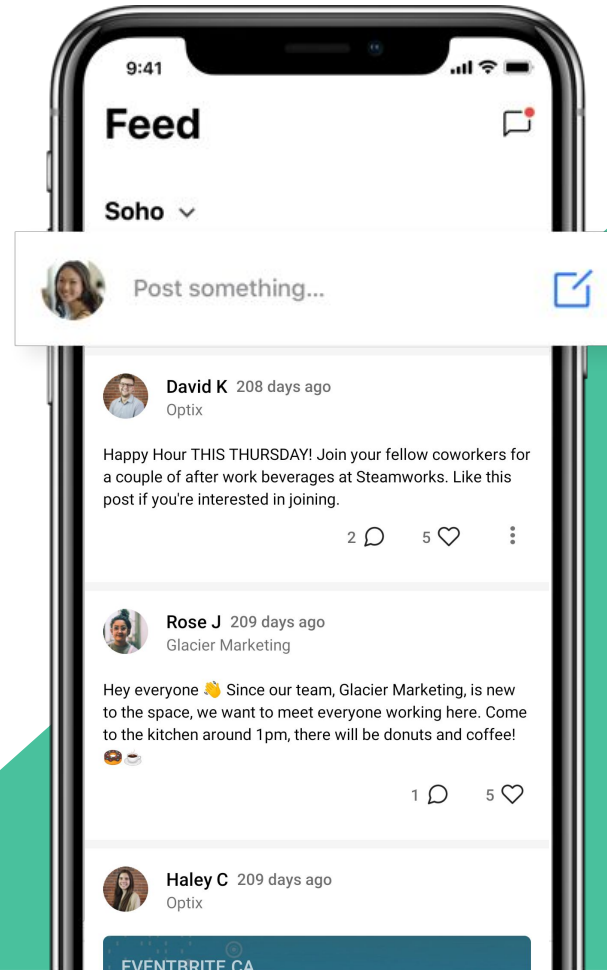 9:41
Feed
Soho
Post something...
David K 208 days ago
Optix
Happy Hour THIS THURSDAY! Join your fellow coworkers for
a couple of after work beverages at Steamworks. Like this
post if you're interested in joining.
2 5
Rose J 209 days ago
Glacier Marketing
Hey everyone 👋 Since our team, Glacier Marketing, is new
to the space, we want to meet everyone working here. Come
to the kitchen around 1pm, there will be donuts and coffee!
🍩☕
1 5
Haley C 209 days ago
Optix
EVENTBRITE.CA